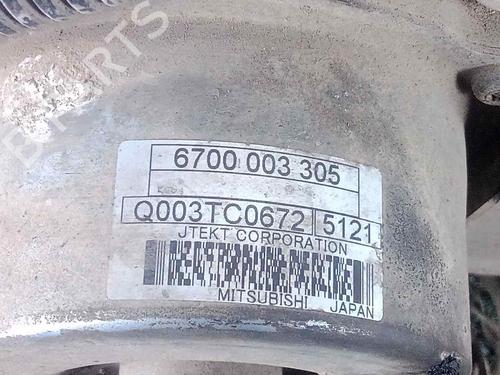 6700 003 305
Q003TC0672 5121
JTEKT CORPORATION
MITSUBISHI JAPAN